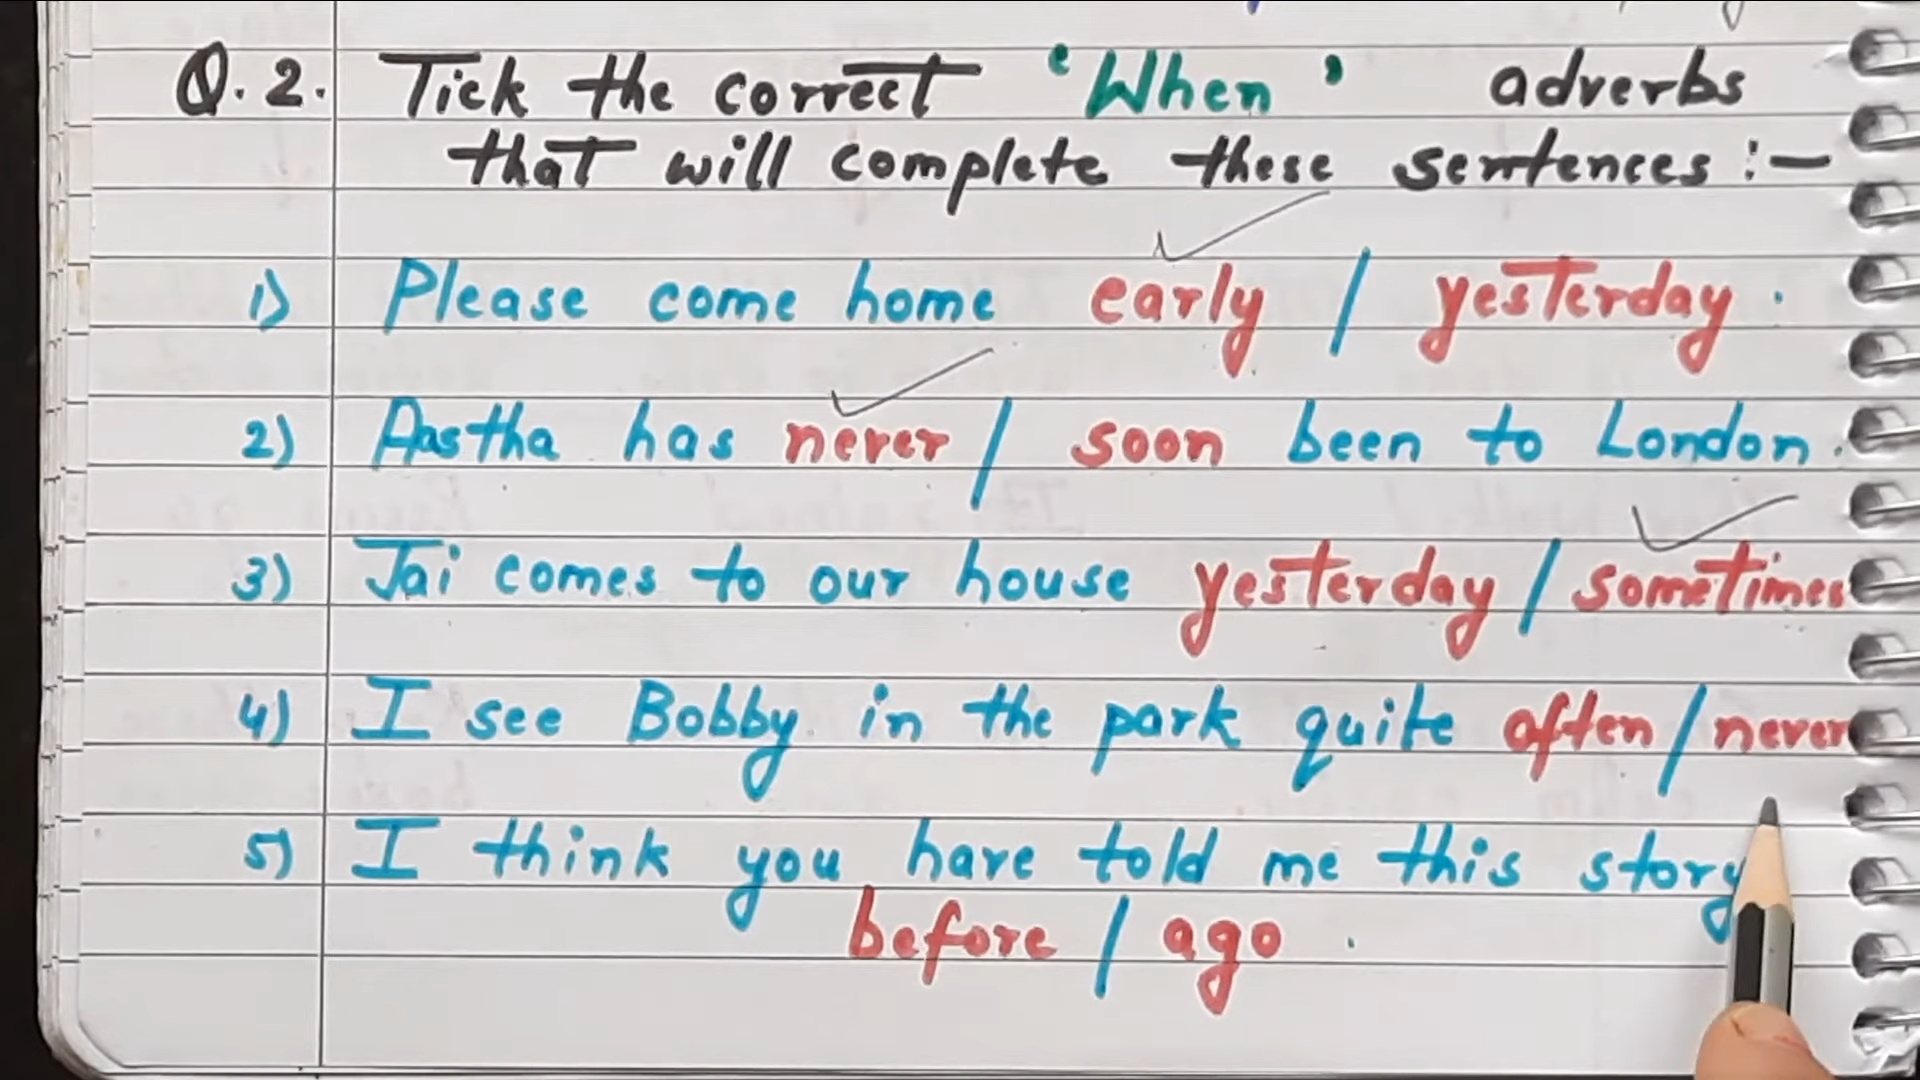 Q.2. Tick the correct 'When' adverbs
that will complete these sentences :-
1) Please come home early / yesterday .
2) Aastha has never / soon been to London .
3) Jai comes to our house yesterday / sometimes
4) I see Bobby in the park quite often / never
5) I think you have told me this story
before / ago .